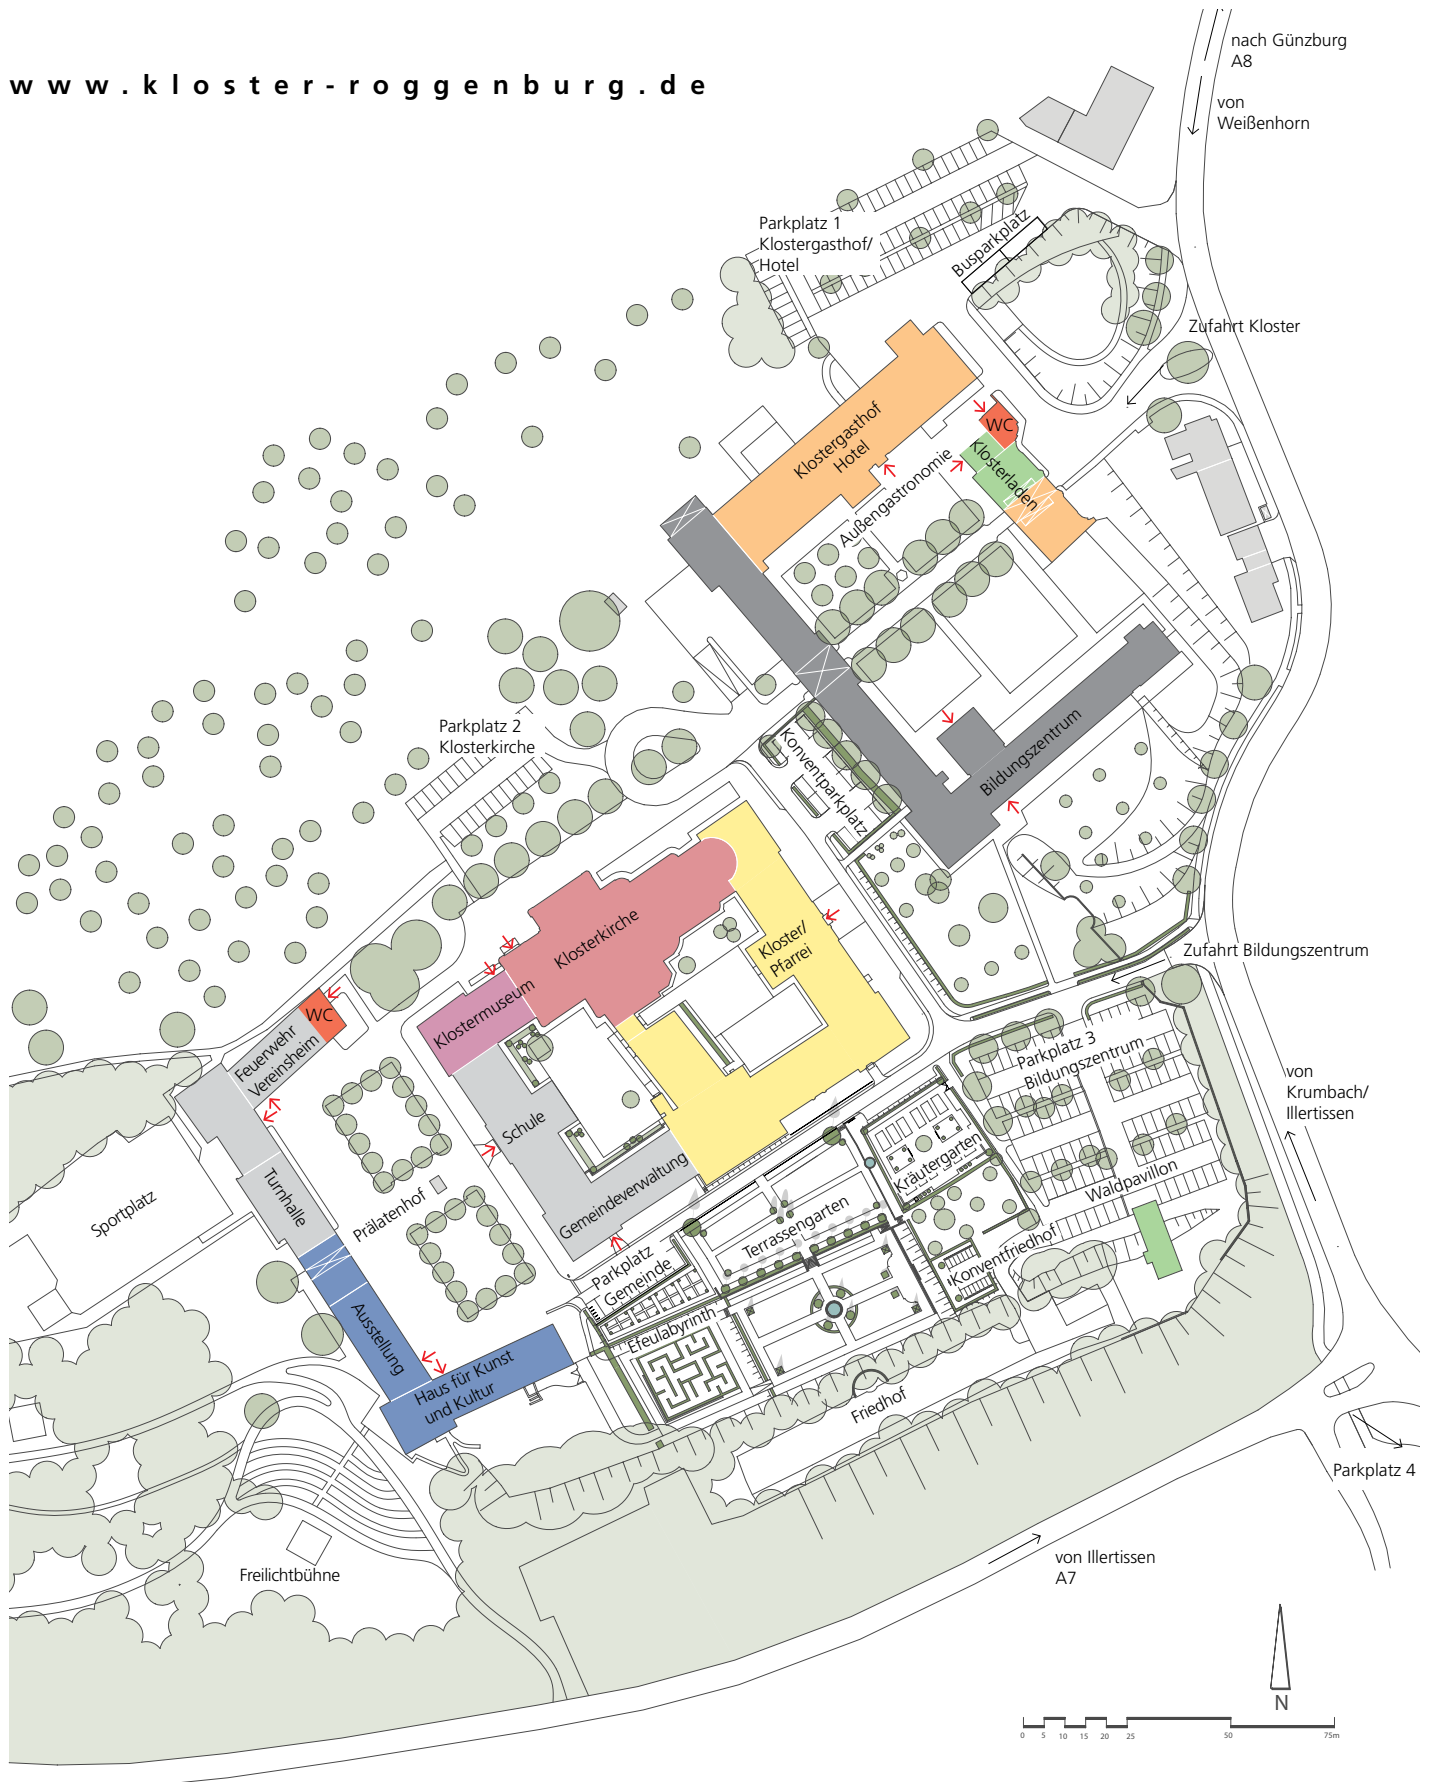 www.kloster-roggenburg.de
nach Günzburg
A8
von
Weißenhorn
Parkplatz 1
Klostergasthof/
Hotel
Busparkplatz
Zufahrt Kloster
Klostergasthof
Hotel
WC
Klosterladen
Außengastronomie
Parkplatz 2
Klosterkirche
Konventparkplatz
Bildungszentrum
Klosterkirche
Kloster/
Pfarrei
Zufahrt Bildungszentrum
Klostermuseum
WC
Feuerwehr
Vereinsheim
Parkplatz 3
Bildungszentrum
von
Krumbach/
Illertissen
Schule
Kräutergarten
Waldpavillon
Gemeindeverwaltung
Turnhalle
Sportplatz
Prälatenhof
Terrassengarten
Konventfriedhof
Parkplatz
Gemeinde
Efeulabyrinth
Ausstellung
Haus für Kunst
und Kultur
Friedhof
Parkplatz 4
von Illertissen
A7
Freilichtbühne
N
0 5 10 15 20 25 50 75m